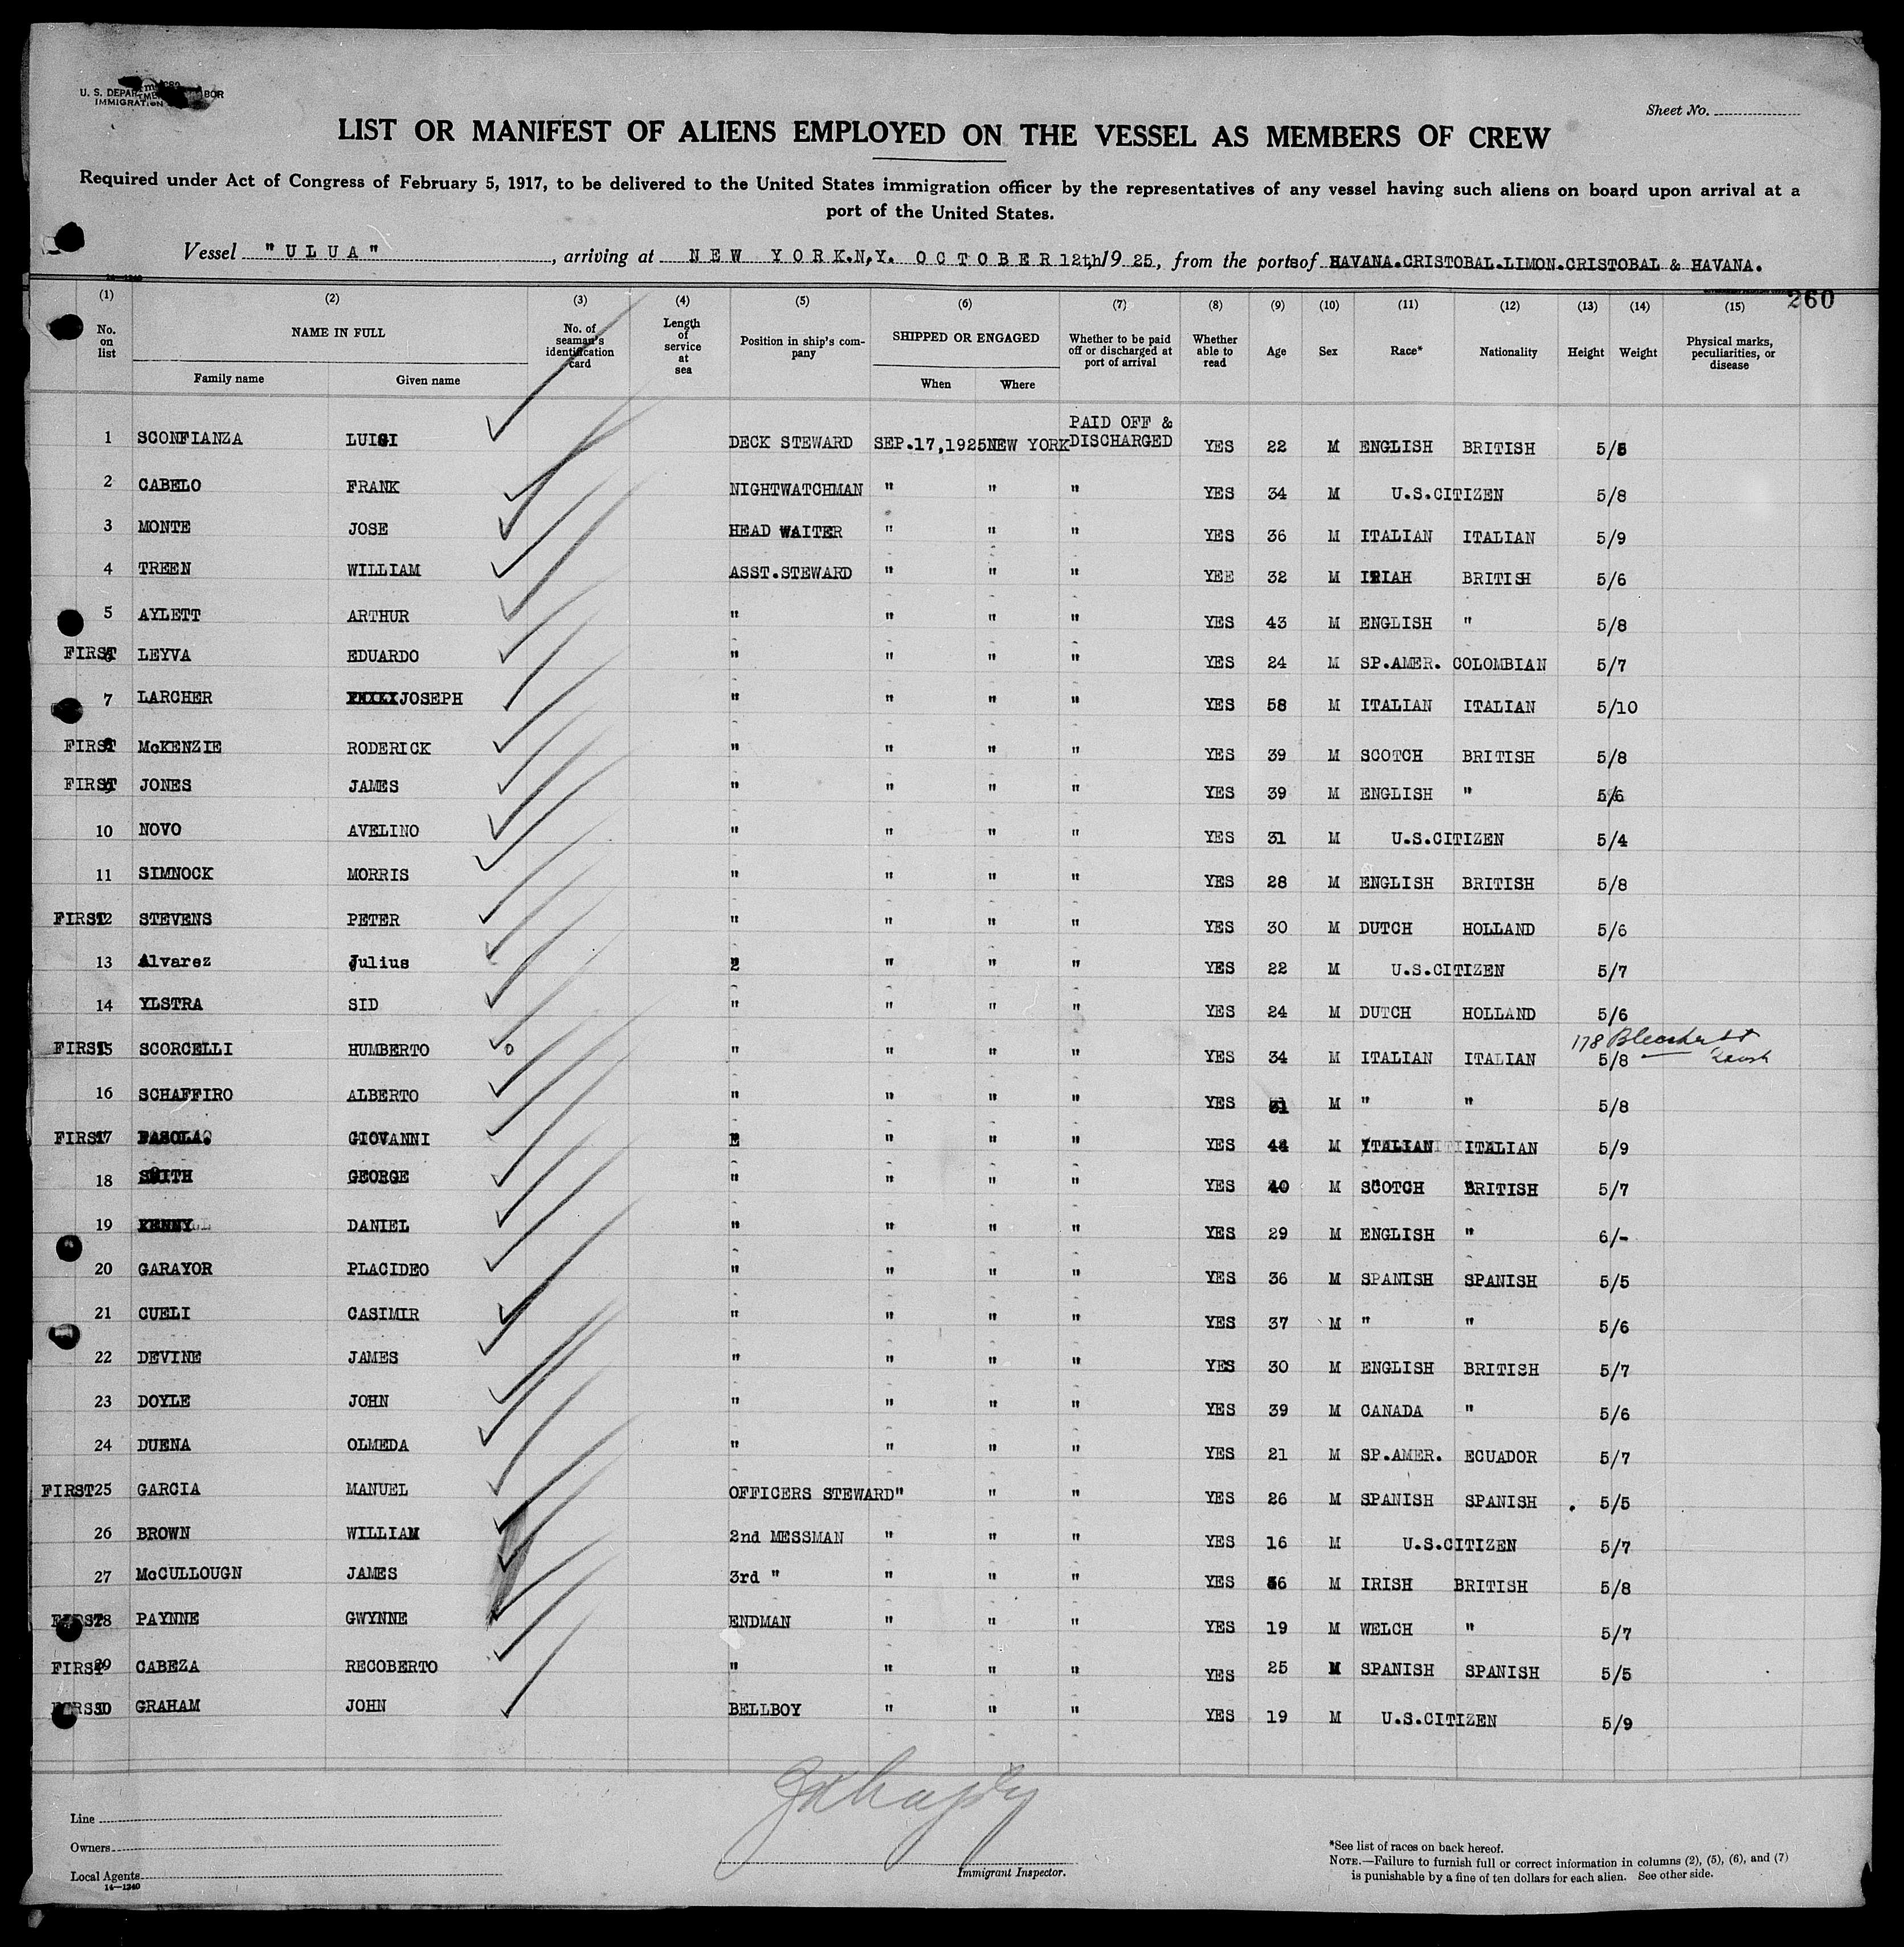 U. S. DEPARTMENT LABOR
IMMIGRATION
Sheet No.
LIST OR MANIFEST OF ALIENS EMPLOYED ON THE VESSEL AS MEMBERS OF CREW
Required under Act of Congress of February 5, 1917, to be delivered to the United States immigration officer by the representatives of any vessel having such aliens on board upon arrival at a
port of the United States.
Vessel "ULUA", arriving at NEW YORK.N.Y. OCTOBER 12th, 1925, from the ports of HAVANA.CRISTOBAL.LIMON.CRISTOBAL & HAVANA.
14—1240
260
(1) (2) (3) (4) (5) (6) (7) (8) (9) (10) (11) (12) (13) (14) (15)
No. on list NAME IN FULL Family name Given name No. of seaman's identification card Length of service at sea Position in ship's company SHIPPED OR ENGAGED When Where Whether to be paid off or discharged at port of arrival Whether able to read Age Sex Race* Nationality Height Weight Physical marks, peculiarities, or disease
1 SCONFIANZA LUIGI DECK STEWARD SEP.17,1925 NEW YORK PAID OFF & DISCHARGED YES 22 M ENGLISH BRITISH 5/5
2 CABELO FRANK NIGHTWATCHMAN " " " YES 34 M U.S.CITIZEN 5/8
3 MONTE JOSE HEAD WAITER " " " YES 36 M ITALIAN ITALIAN 5/9
4 TREEN WILLIAM ASST.STEWARD " " " YEE 32 M IRIAH BRITISH 5/6
5 AYLETT ARTHUR " " " " YES 43 M ENGLISH " 5/8
FIRST 6 LEYVA EDUARDO " " " " YES 24 M SP.AMER. COLOMBIAN 5/7
7 LARCHER JOSEPH " " " " YES 58 M ITALIAN ITALIAN 5/10
FIRST 8 McKENZIE RODERICK " " " " YES 39 M SCOTCH BRITISH 5/8
FIRST 9 JONES JAMES " " " " YES 39 M ENGLISH " 5/6
10 NOVO AVELINO " " " " YES 31 M U.S.CITIZEN 5/4
11 SIMNOCK MORRIS " " " " YES 28 M ENGLISH BRITISH 5/8
FIRST 12 STEVENS PETER " " " " YES 30 M DUTCH HOLLAND 5/6
13 Alvarez Julius " " " " YES 22 M U.S.CITIZEN 5/7
14 YLSTRA SID " " " " YES 24 M DUTCH HOLLAND 5/6
178 Bleecker St
FIRST 15 SCORCELLI HUMBERTO " " " " YES 34 M ITALIAN ITALIAN 5/8
16 SCHAFFIRO ALBERTO " " " " YES 31 M " " 5/8
FIRST 17 FASOLA. GIOVANNI " " " YES 44 M ITALIAN ITALIAN 5/9
18 SMITH GEORGE " " " " YES 40 M SCOTCH BRITISH 5/7
19 KENNY DANIEL " " " " YES 29 M ENGLISH " 6/-
20 GARAYOR PLACIDEO " " " " YES 36 M SPANISH SPANISH 5/5
21 CUELI CASIMIR " " " " YES 37 M " " 5/6
22 DEVINE JAMES " " " " YES 30 M ENGLISH BRITISH 5/7
23 DOYLE JOHN " " " " YES 39 M CANADA " 5/6
24 DUENA OLMEDA " " " " YES 21 M SP.AMER. ECUADOR 5/7
FIRST 25 GARCIA MANUEL OFFICERS STEWARD " " " YES 26 M SPANISH SPANISH 5/5
26 BROWN WILLIAM 2nd MESSMAN " " " YES 16 M U.S.CITIZEN 5/7
27 McCULLOUGN JAMES 3rd " " " " YES 36 M IRISH BRITISH 5/8
FIRST 28 PAYNNE GWYNNE ENDMAN " " " YES 19 M WELCH " 5/7
FIRST 29 CABEZA RECOBERTO " " " " YES 25 M SPANISH SPANISH 5/5
30 GRAHAM JOHN BELLBOY " " " YES 19 M U.S.CITIZEN 5/9
Line
Owners
Local Agents
14—1240
Immigrant Inspector.
*See list of races on back hereof.
NOTE.—Failure to furnish full or correct information in columns (2), (5), (6), and (7)
is punishable by a fine of ten dollars for each alien. See other side.